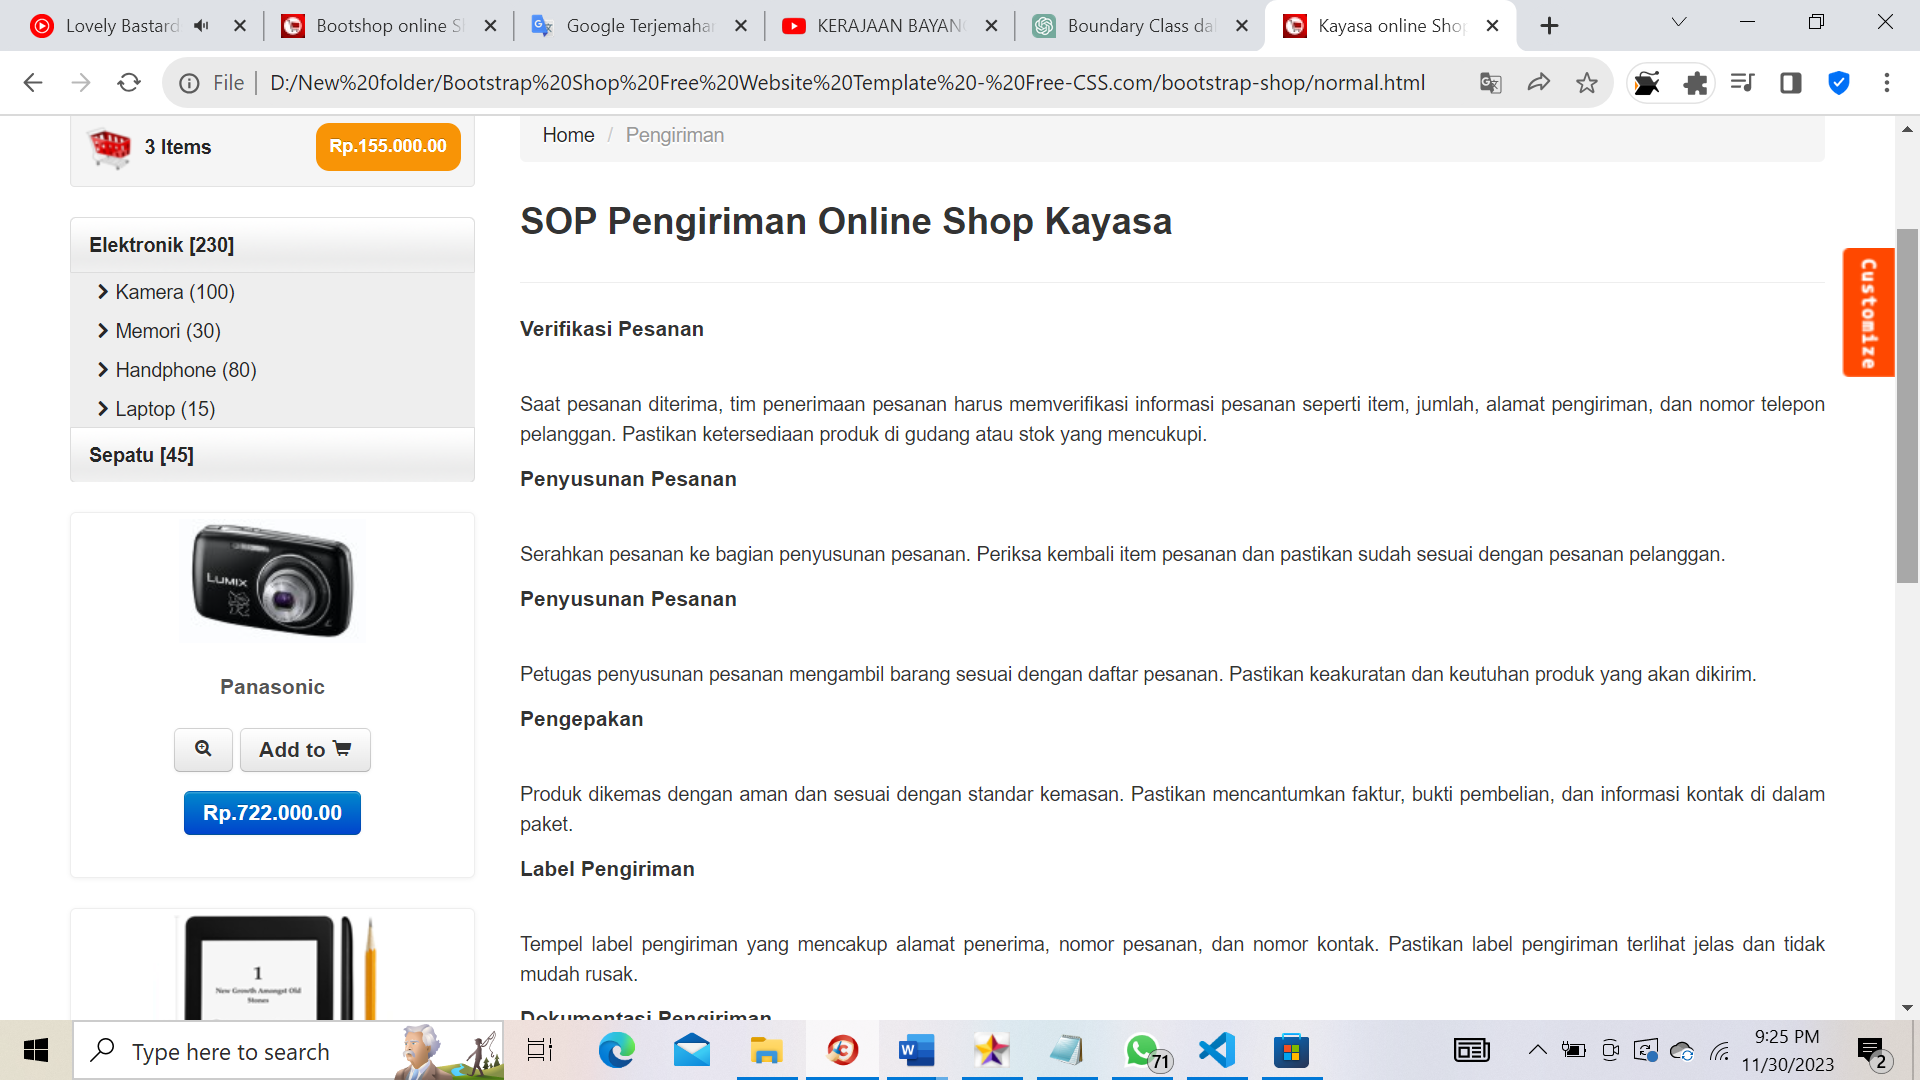 Lovely Bastard
Bootshop online S
Google Terjemahan
KERAJAAN BAYAN
Boundary Class da
Kayasa online Shop
File
D:/New%20folder/Bootstrap%20Shop%20Free%20Website%20Template%20-%20Free-CSS.com/bootstrap-shop/normal.html
3 Items
Rp.155.000.00
Elektronik [230]
Kamera (100)
Memori (30)
Handphone (80)
Laptop (15)
Sepatu [45]
LUMIX
Panasonic
Add to
Rp.722.000.00
1
New Growth Amongst Old
Stones
Home / Pengiriman
SOP Pengiriman Online Shop Kayasa
Verifikasi Pesanan
Saat pesanan diterima, tim penerimaan pesanan harus memverifikasi informasi pesanan seperti item, jumlah, alamat pengiriman, dan nomor telepon
pelanggan. Pastikan ketersediaan produk di gudang atau stok yang mencukupi.
Penyusunan Pesanan
Serahkan pesanan ke bagian penyusunan pesanan. Periksa kembali item pesanan dan pastikan sudah sesuai dengan pesanan pelanggan.
Penyusunan Pesanan
Petugas penyusunan pesanan mengambil barang sesuai dengan daftar pesanan. Pastikan keakuratan dan keutuhan produk yang akan dikirim.
Pengepakan
Produk dikemas dengan aman dan sesuai dengan standar kemasan. Pastikan mencantumkan faktur, bukti pembelian, dan informasi kontak di dalam
paket.
Label Pengiriman
Tempel label pengiriman yang mencakup alamat penerima, nomor pesanan, dan nomor kontak. Pastikan label pengiriman terlihat jelas dan tidak
mudah rusak.
Dokumentasi Pengiriman
Customize
Type here to search
71
9:25 PM
11/30/2023
2